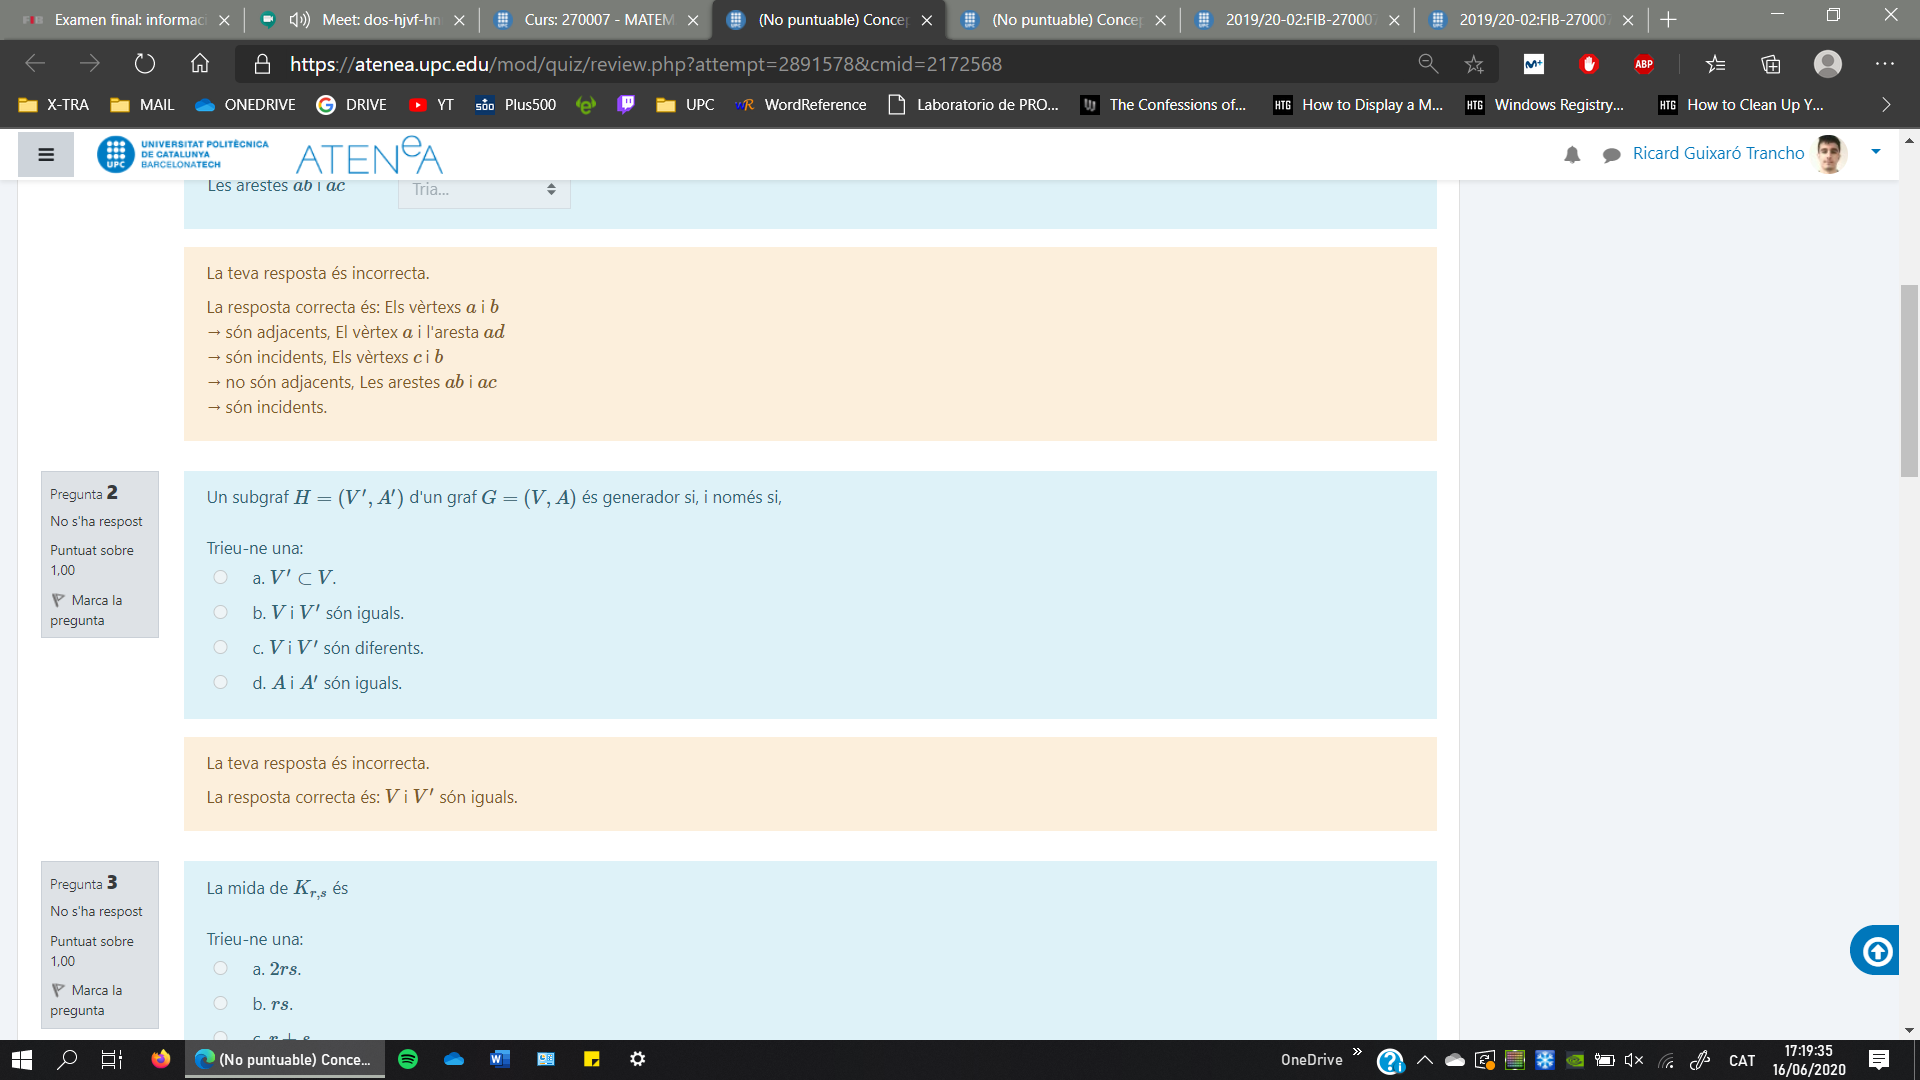 Examen final: informac
Meet: dos-hjvf-hn
Curs: 270007 - MATEM
(No puntuable) Concep
(No puntuable) Concep
2019/20-02:FIB-270007
2019/20-02:FIB-270007
https://atenea.upc.edu/mod/quiz/review.php?attempt=2891578&cmid=2172568
ABP
X-TRA
MAIL
ONEDRIVE
DRIVE
YT
Plus500
UPC
WordReference
Laboratorio de PRO...
The Confessions of...
HTG How to Display a M...
HTG Windows Registry...
HTG How to Clean Up Y...
UPC
UNIVERSITAT POLITÈCNICA
DE CATALUNYA
BARCELONATECH
ATENeA
Ricard Guixaró Trancho
Les arestes ab i ac
Tria...
La teva resposta és incorrecta.
La resposta correcta és: Els vèrtexs a i b
→ són adjacents, El vèrtex a i l'aresta ad
→ són incidents, Els vèrtexs c i b
→ no són adjacents, Les arestes ab i ac
→ són incidents.
Pregunta 2
No s'ha respost
Puntuat sobre
1,00
Marca la
pregunta
Un subgraf H = (V′, A′) d'un graf G = (V, A) és generador si, i només si,
Trieu-ne una:
a. V′ ⊂ V.
b. V i V′ són iguals.
c. V i V′ són diferents.
d. A i A′ són iguals.
La teva resposta és incorrecta.
La resposta correcta és: V i V′ són iguals.
Pregunta 3
No s'ha respost
Puntuat sobre
1,00
Marca la
pregunta
La mida de K_{r,s} és
Trieu-ne una:
a. 2rs.
b. rs.
c. r + s
(No puntuable) Conce...
OneDrive
CAT
17:19:35
16/06/2020